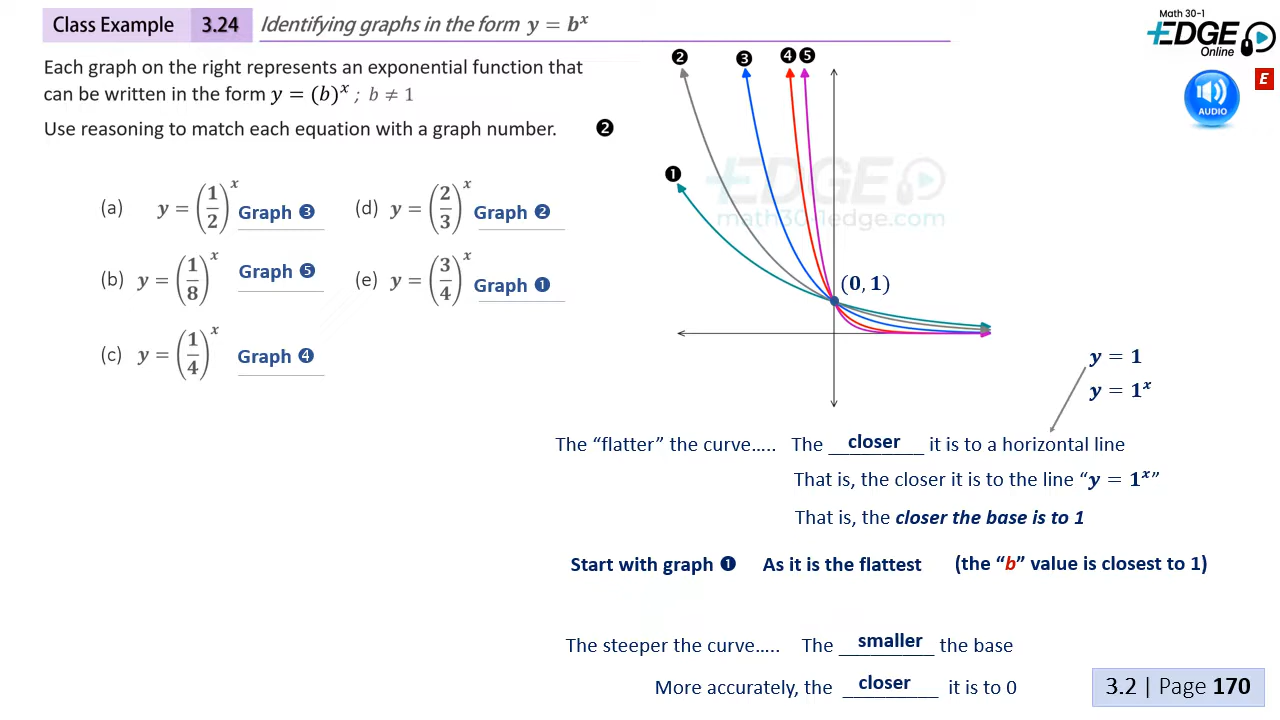 Class Example 3.24 Identifying graphs in the form y = b^x
Math 30-1
EDGE
Online
Each graph on the right represents an exponential function that
can be written in the form y = (b)^x ; b ≠ 1
E
AUDIO
Use reasoning to match each equation with a graph number. ❷
(a) y = (1/2)^x Graph ❸ (d) y = (2/3)^x Graph ❷
(b) y = (1/8)^x Graph ❺ (e) y = (3/4)^x Graph ❶
(c) y = (1/4)^x Graph ❹
❷ ❸ ❹ ❺
❶
EDGE
math30-1edge.com
(0, 1)
y = 1
y = 1^x
The “flatter” the curve….. The closer it is to a horizontal line
That is, the closer it is to the line “y = 1^x”
That is, the closer the base is to 1
Start with graph ❶ As it is the flattest (the “b” value is closest to 1)
The steeper the curve….. The smaller the base
More accurately, the closer it is to 0
3.2 | Page 170